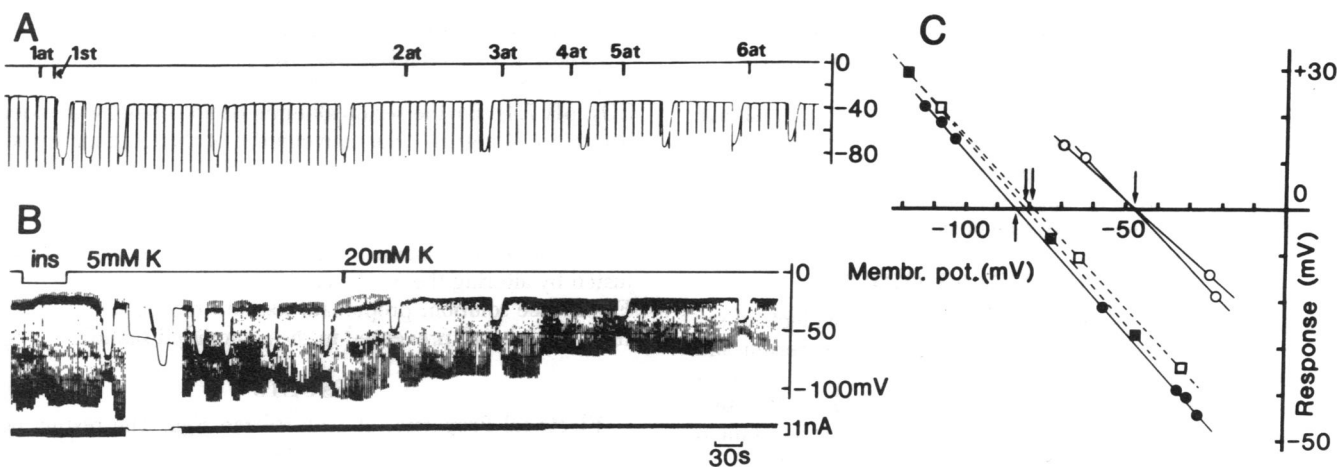 A
1at 1st 2at 3at 4at 5at 6at
0
-40
-80
B
ins 5mM K 20mM K
0
-50
-100mV
1nA
30s
C
+30
0
-100 -50
Membr. pot.(mV)
Response (mV)
-50